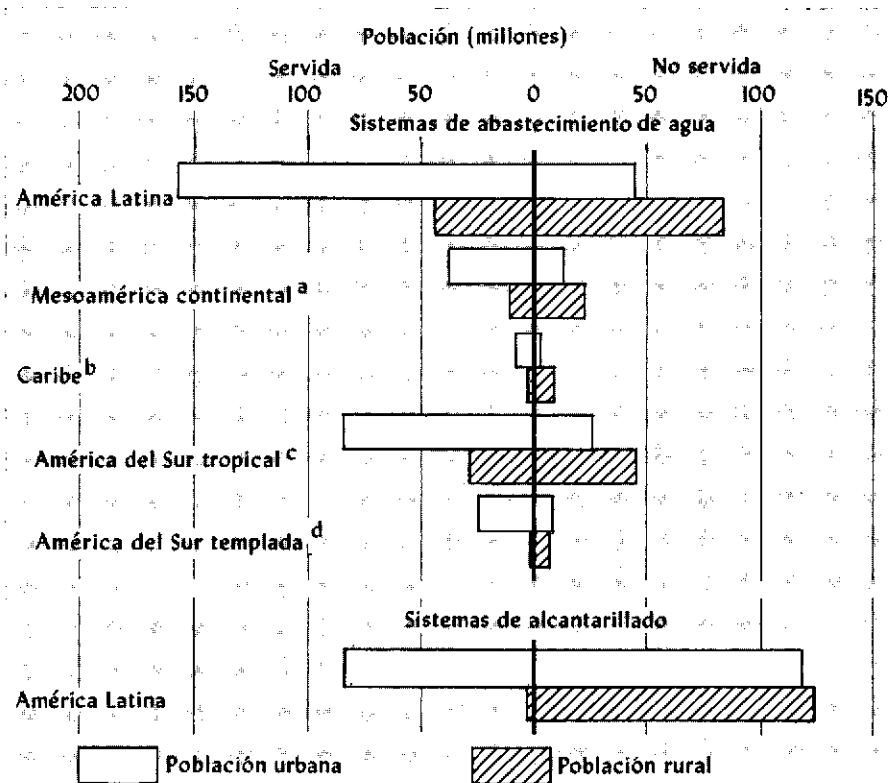 Población (millones)
Servida No servida
200 150 100 50 0 50 100 150
Sistemas de abastecimiento de agua
América Latina
Mesoamérica continental a
Caribe b
América del Sur tropical c
América del Sur templada d
Sistemas de alcantarillado
América Latina
Población urbana Población rural